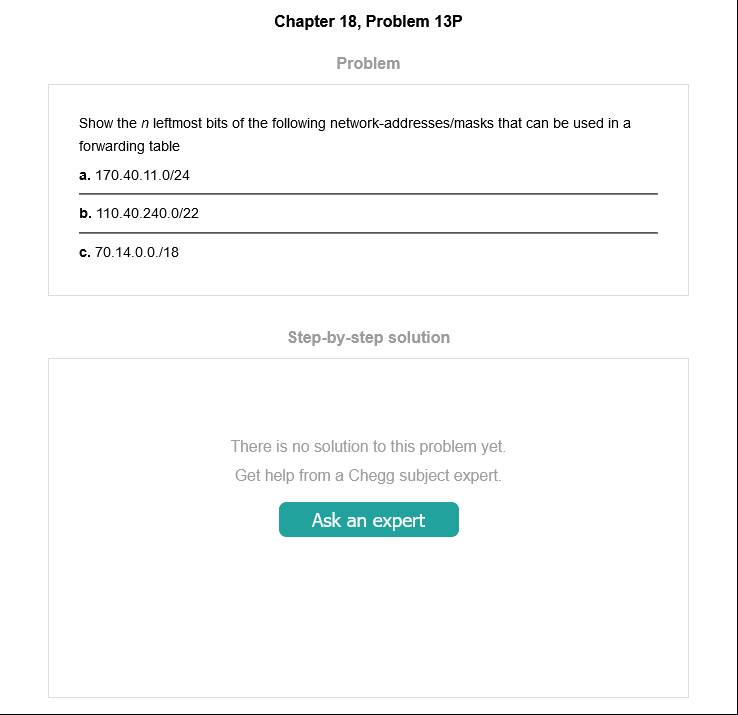 Chapter 18, Problem 13P
Problem
Show the n leftmost bits of the following network-addresses/masks that can be used in a
forwarding table
a. 170.40.11.0/24
b. 110.40.240.0/22
c. 70.14.0.0./18
Step-by-step solution
There is no solution to this problem yet.
Get help from a Chegg subject expert.
Ask an expert